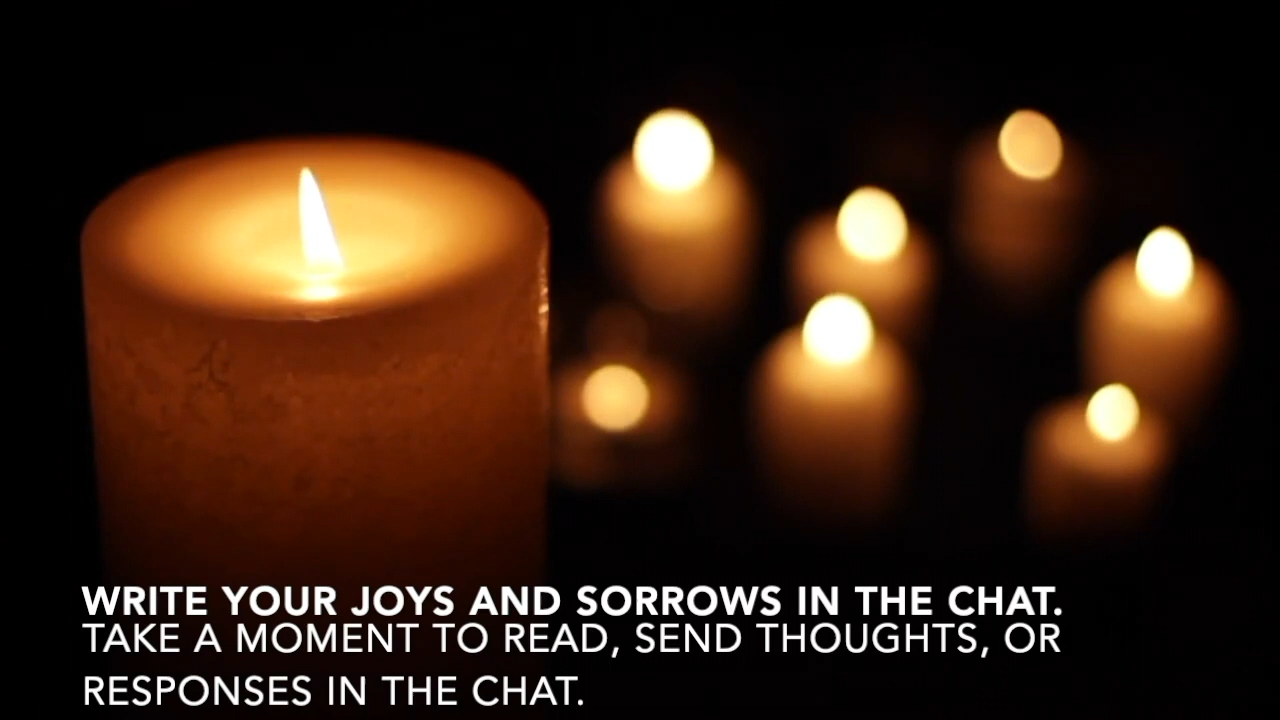 WRITE YOUR JOYS AND SORROWS IN THE CHAT.
TAKE A MOMENT TO READ, SEND THOUGHTS, OR
RESPONSES IN THE CHAT.